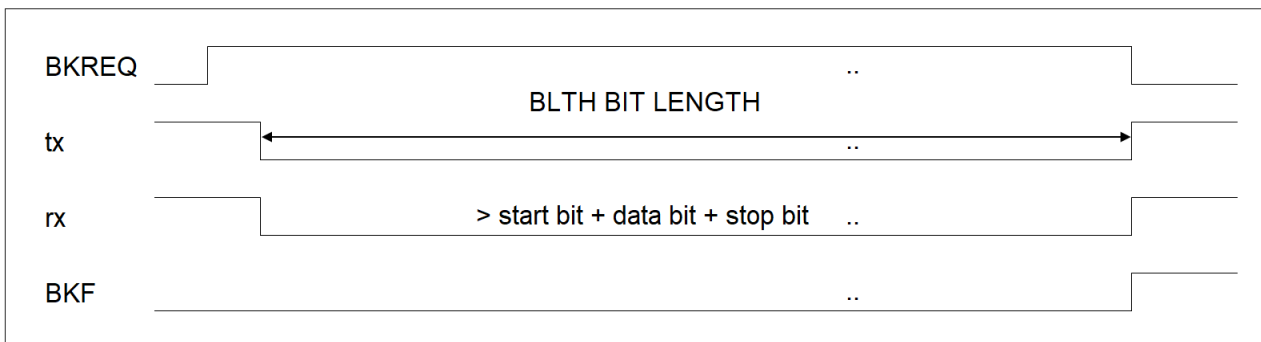 BKREQ
..
BLTH BIT LENGTH
tx
..
rx
> start bit + data bit + stop bit
..
BKF
..